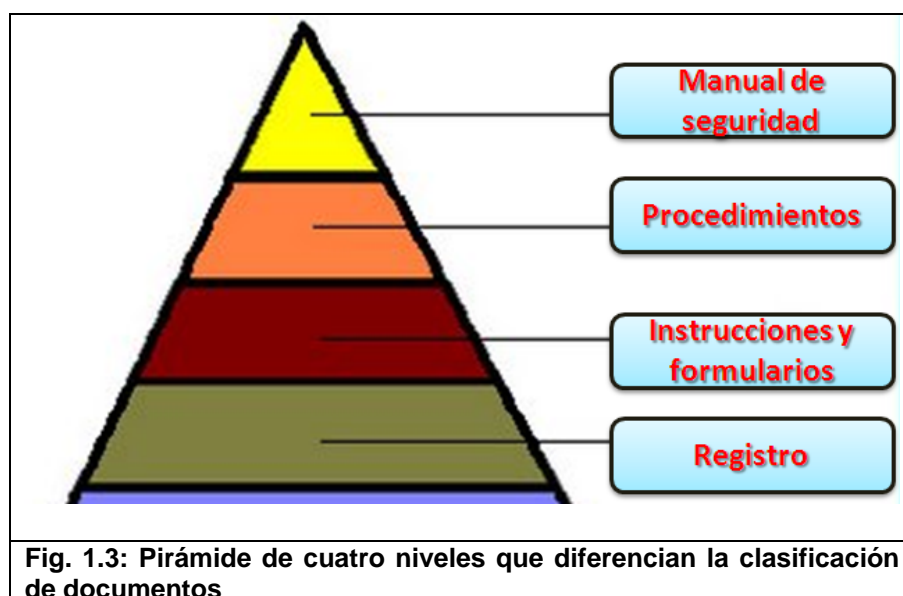 Manual de
seguridad
Procedimientos
Instrucciones y
formularios
Registro
Fig. 1.3: Pirámide de cuatro niveles que diferencian la clasificación
de documentos